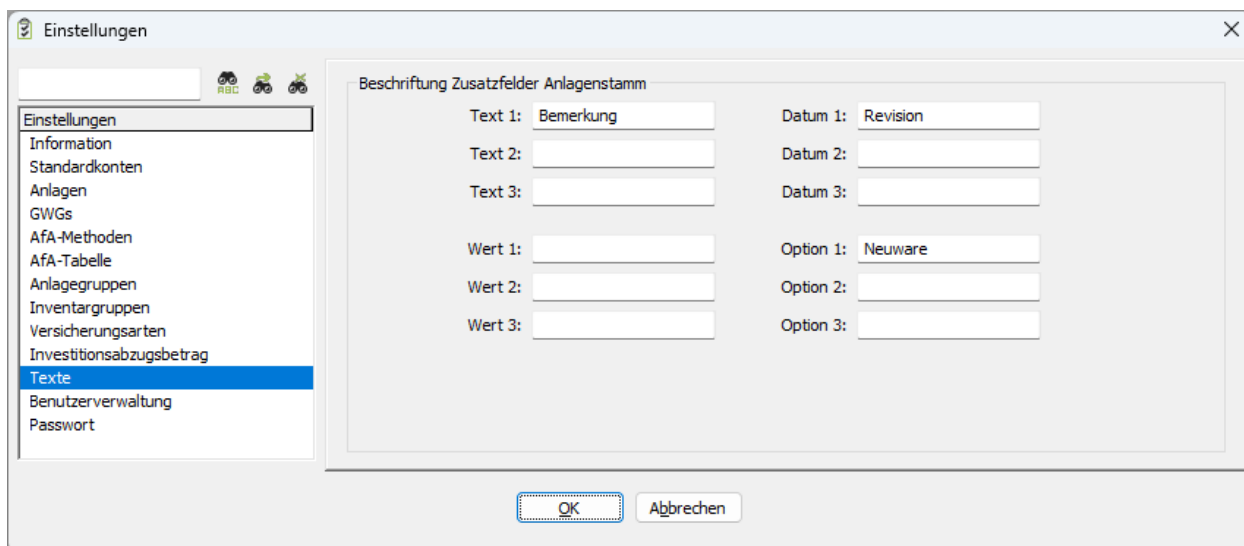 Einstellungen
ABC
Einstellungen
Information
Standardkonten
Anlagen
GWGs
AfA-Methoden
AfA-Tabelle
Anlagegruppen
Inventargruppen
Versicherungsarten
Investitionsabzugsbetrag
Texte
Benutzerverwaltung
Passwort
Beschriftung Zusatzfelder Anlagenstamm
Text 1: Bemerkung Datum 1: Revision
Text 2: Datum 2:
Text 3: Datum 3:
Wert 1: Option 1: Neuware
Wert 2: Option 2:
Wert 3: Option 3:
OK Abbrechen